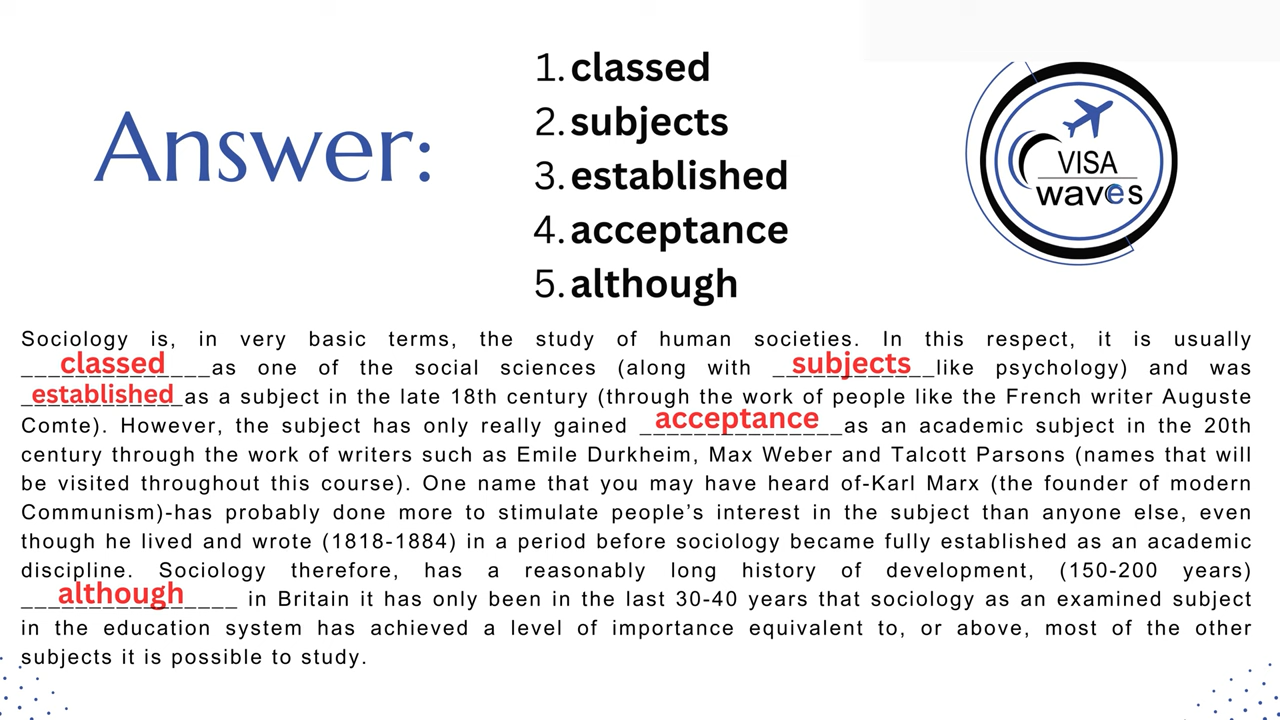 Answer:
1. classed
2. subjects
3. established
4. acceptance
5. although
VISA
waves
Sociology is, in very basic terms, the study of human societies. In this respect, it is usually
classed as one of the social sciences (along with subjects like psychology) and was
established as a subject in the late 18th century (through the work of people like the French writer Auguste
Comte). However, the subject has only really gained acceptance as an academic subject in the 20th
century through the work of writers such as Emile Durkheim, Max Weber and Talcott Parsons (names that will
be visited throughout this course). One name that you may have heard of-Karl Marx (the founder of modern
Communism)-has probably done more to stimulate people’s interest in the subject than anyone else, even
though he lived and wrote (1818-1884) in a period before sociology became fully established as an academic
discipline. Sociology therefore, has a reasonably long history of development, (150-200 years)
although in Britain it has only been in the last 30-40 years that sociology as an examined subject
in the education system has achieved a level of importance equivalent to, or above, most of the other
subjects it is possible to study.